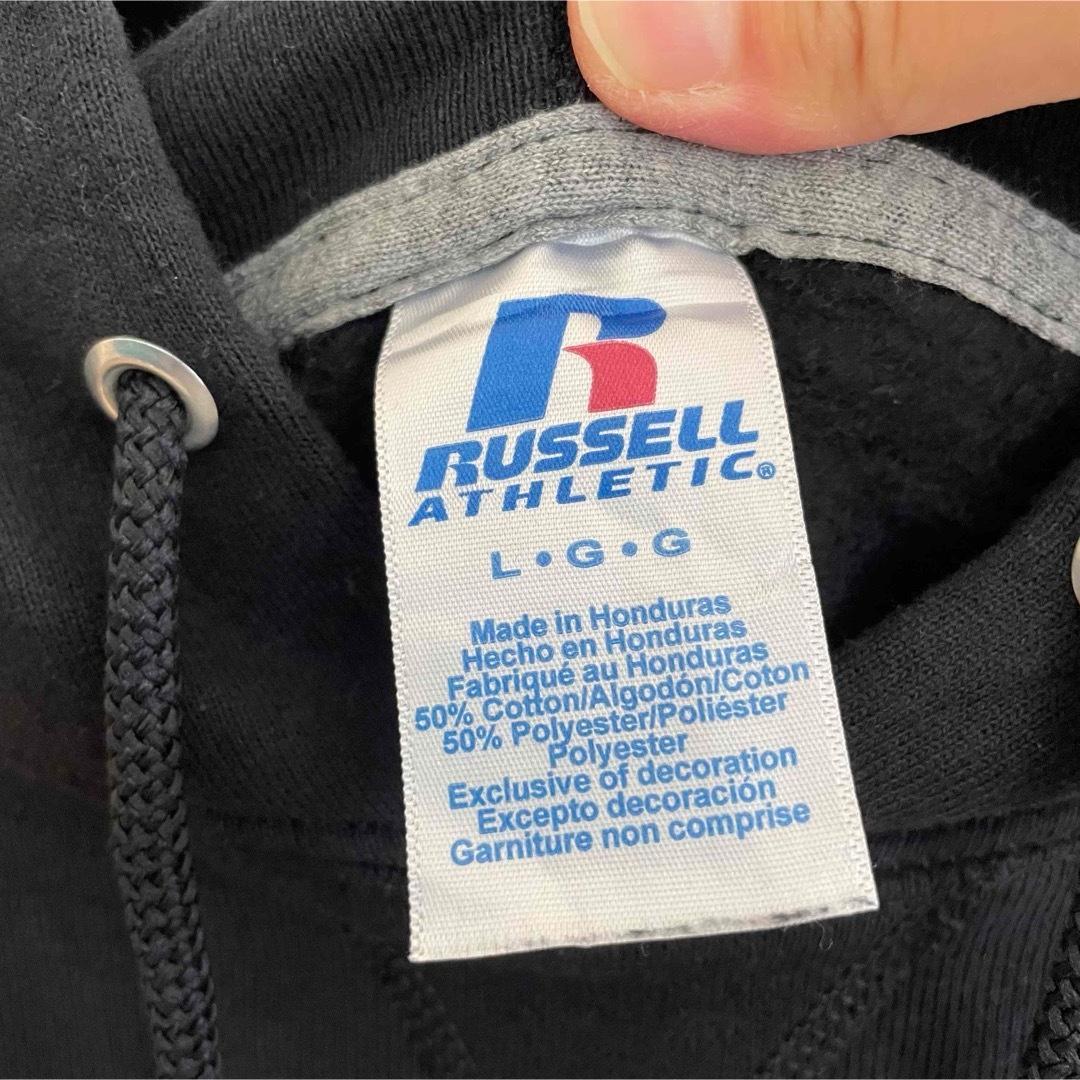 R
RUSSELL
ATHLETIC®
L • G • G
Made in Honduras
Hecho en Honduras
Fabriqué au Honduras
50% Cotton/Algodón/Coton
50% Polyester/Poliéster
Polyester
Exclusive of decoration
Excepto decoración
Garniture non comprise